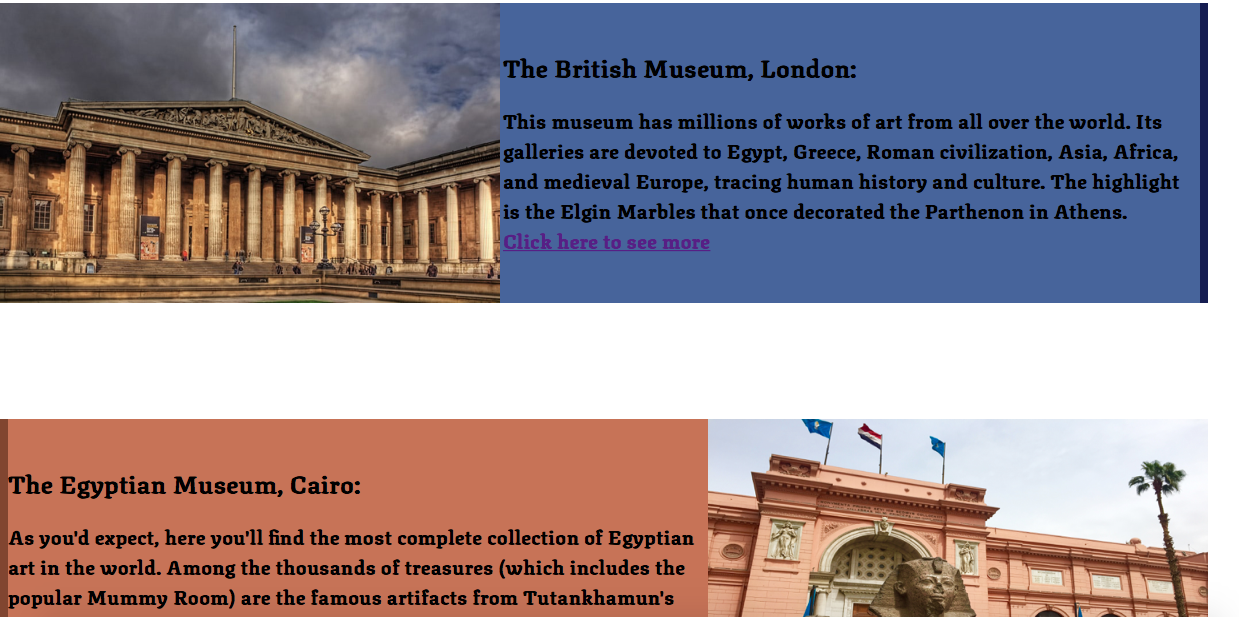 The British Museum, London:
This museum has millions of works of art from all over the world. Its
galleries are devoted to Egypt, Greece, Roman civilization, Asia, Africa,
and medieval Europe, tracing human history and culture. The highlight
is the Elgin Marbles that once decorated the Parthenon in Athens.
Click here to see more
The Egyptian Museum, Cairo:
As you'd expect, here you'll find the most complete collection of Egyptian
art in the world. Among the thousands of treasures (which includes the
popular Mummy Room) are the famous artifacts from Tutankhamun's